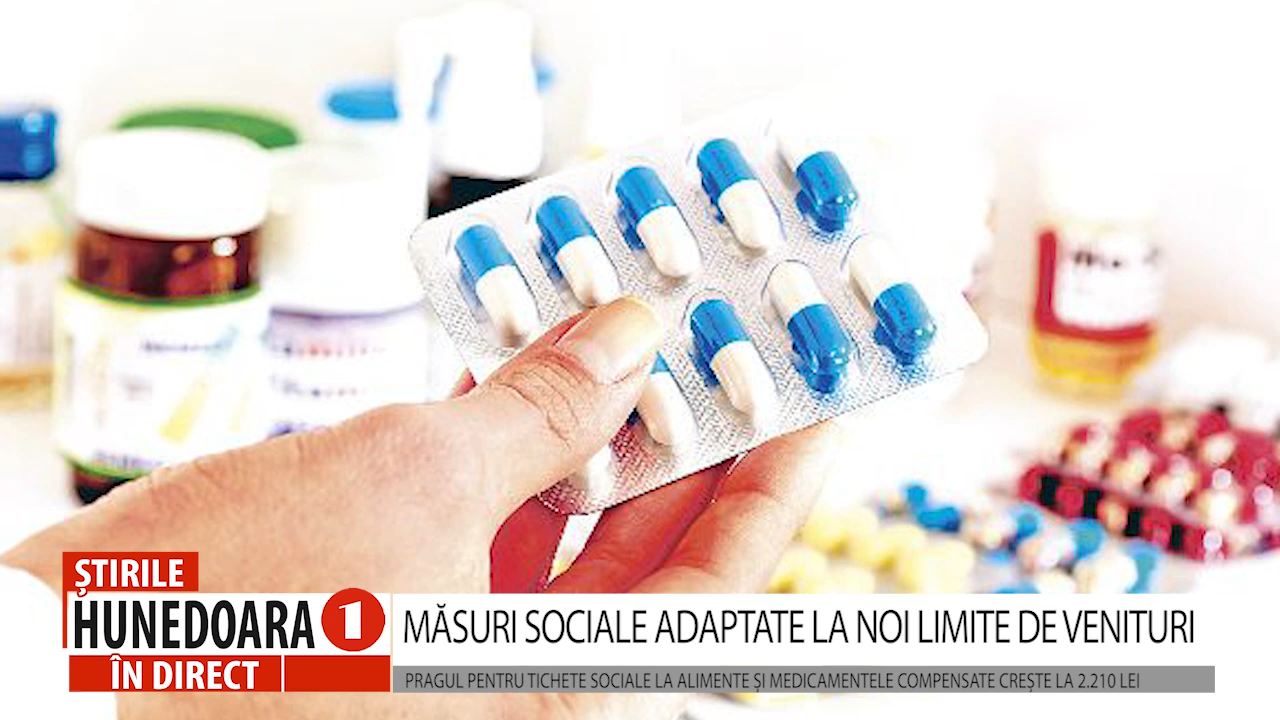 ȘTIRILE
HUNEDOARA 1
ÎN DIRECT
MĂSURI SOCIALE ADAPTATE LA NOI LIMITE DE VENITURI
PRAGUL PENTRU TICHETE SOCIALE LA ALIMENTE ȘI MEDICAMENTELE COMPENSATE CREȘTE LA 2.210 LEI